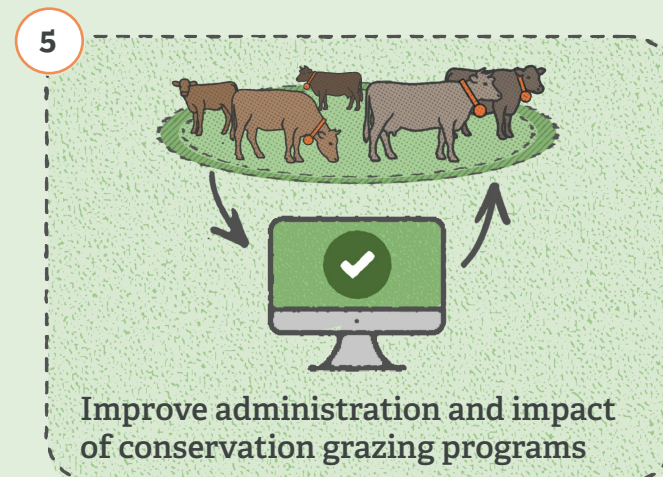 5
Improve administration and impact
of conservation grazing programs